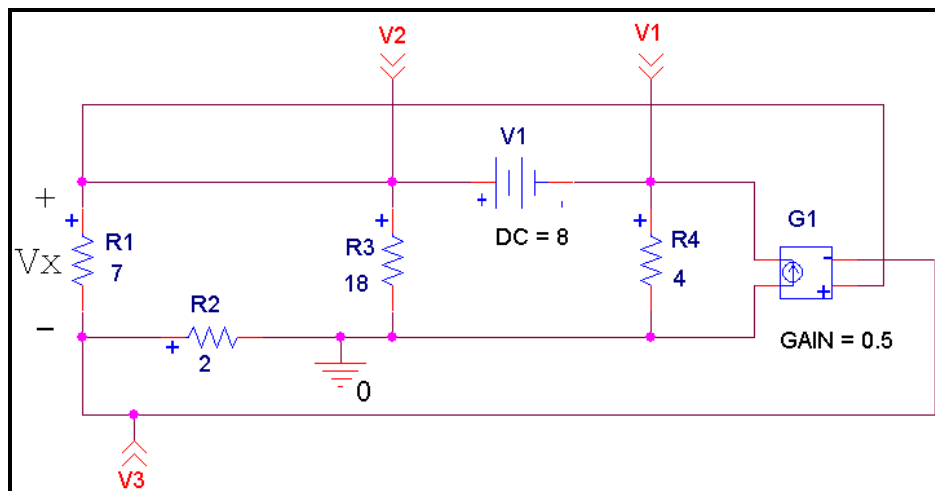 V2
V1
V1
+
-
DC = 8
+
Vx
−
+
R1
7
+
R3
18
+
R4
4
G1
-
+
GAIN = 0.5
R2
+
2
0
V3